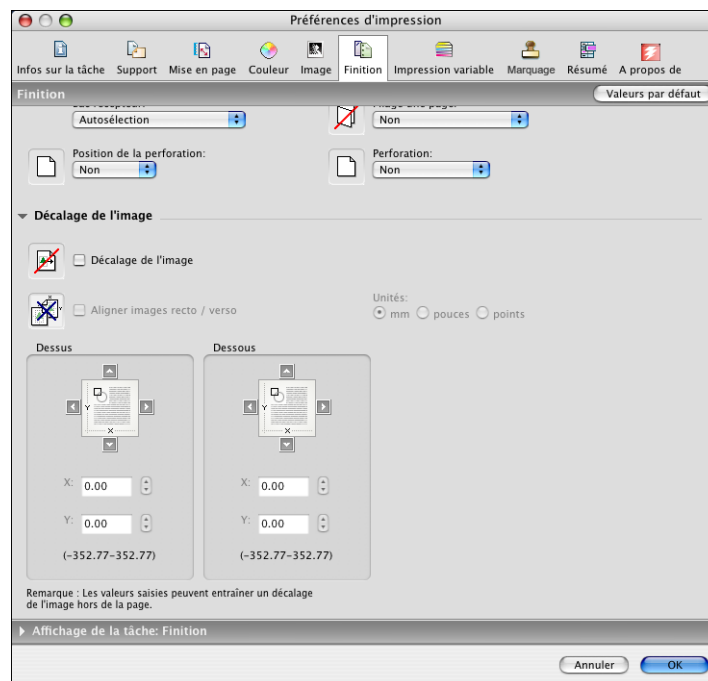 Préférences d'impression
Infos sur la tâche Support Mise en page Couleur Image Finition Impression variable Marquage Résumé A propos de
Finition Valeurs par défaut
Autosélection Non
Position de la perforation: Perforation:
Non Non
Décalage de l'image
Décalage de l'image
Aligner images recto / verso Unités:
mm pouces points
Dessus Dessous
Y Y
X X
X: 0.00 X: 0.00
Y: 0.00 Y: 0.00
(-352.77-352.77) (-352.77-352.77)
Remarque : Les valeurs saisies peuvent entraîner un décalage
de l'image hors de la page.
Affichage de la tâche: Finition
Annuler OK